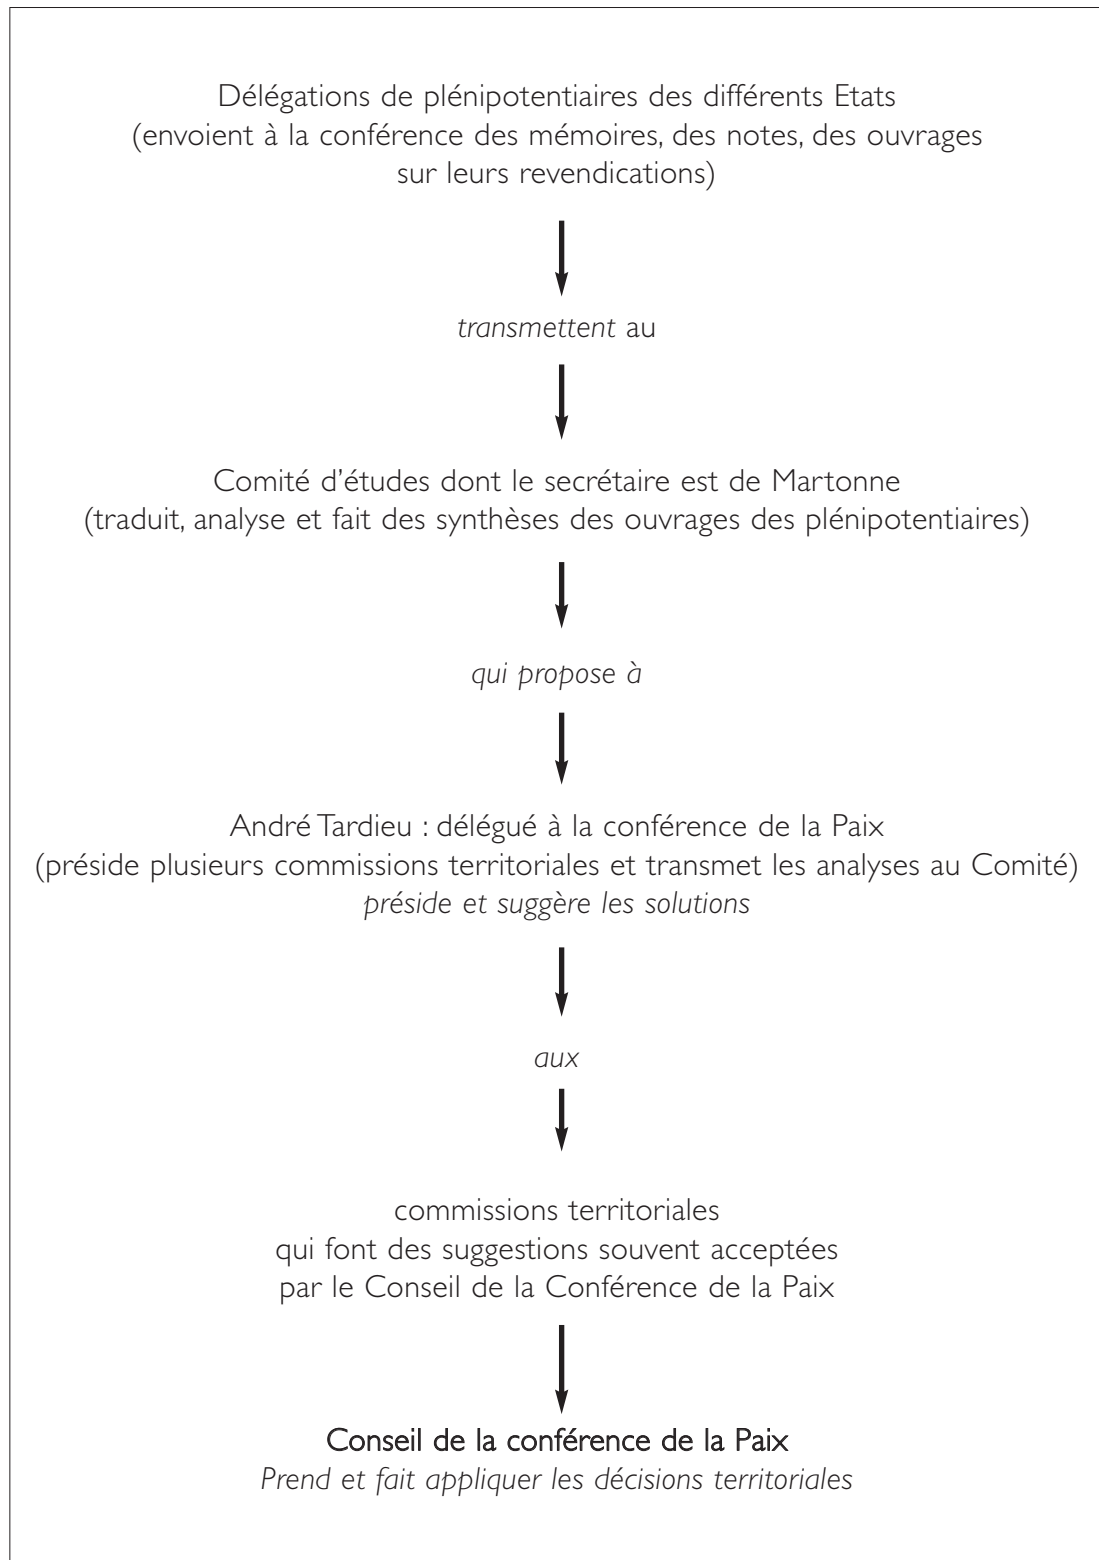 Délégations de plénipotentiaires des différents Etats
(envoient à la conférence des mémoires, des notes, des ouvrages
sur leurs revendications)
transmettent au
Comité d’études dont le secrétaire est de Martonne
(traduit, analyse et fait des synthèses des ouvrages des plénipotentiaires)
qui propose à
André Tardieu : délégué à la conférence de la Paix
(préside plusieurs commissions territoriales et transmet les analyses au Comité)
préside et suggère les solutions
aux
commissions territoriales
qui font des suggestions souvent acceptées
par le Conseil de la Conférence de la Paix
Conseil de la conférence de la Paix
Prend et fait appliquer les décisions territoriales